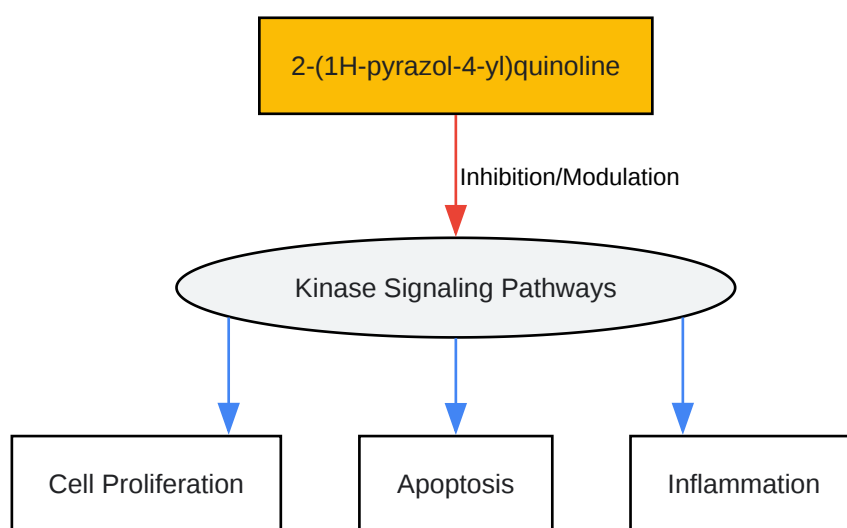 2-(1H-pyrazol-4-yl)quinoline
Inhibition/Modulation
Kinase Signaling Pathways
Cell Proliferation
Apoptosis
Inflammation